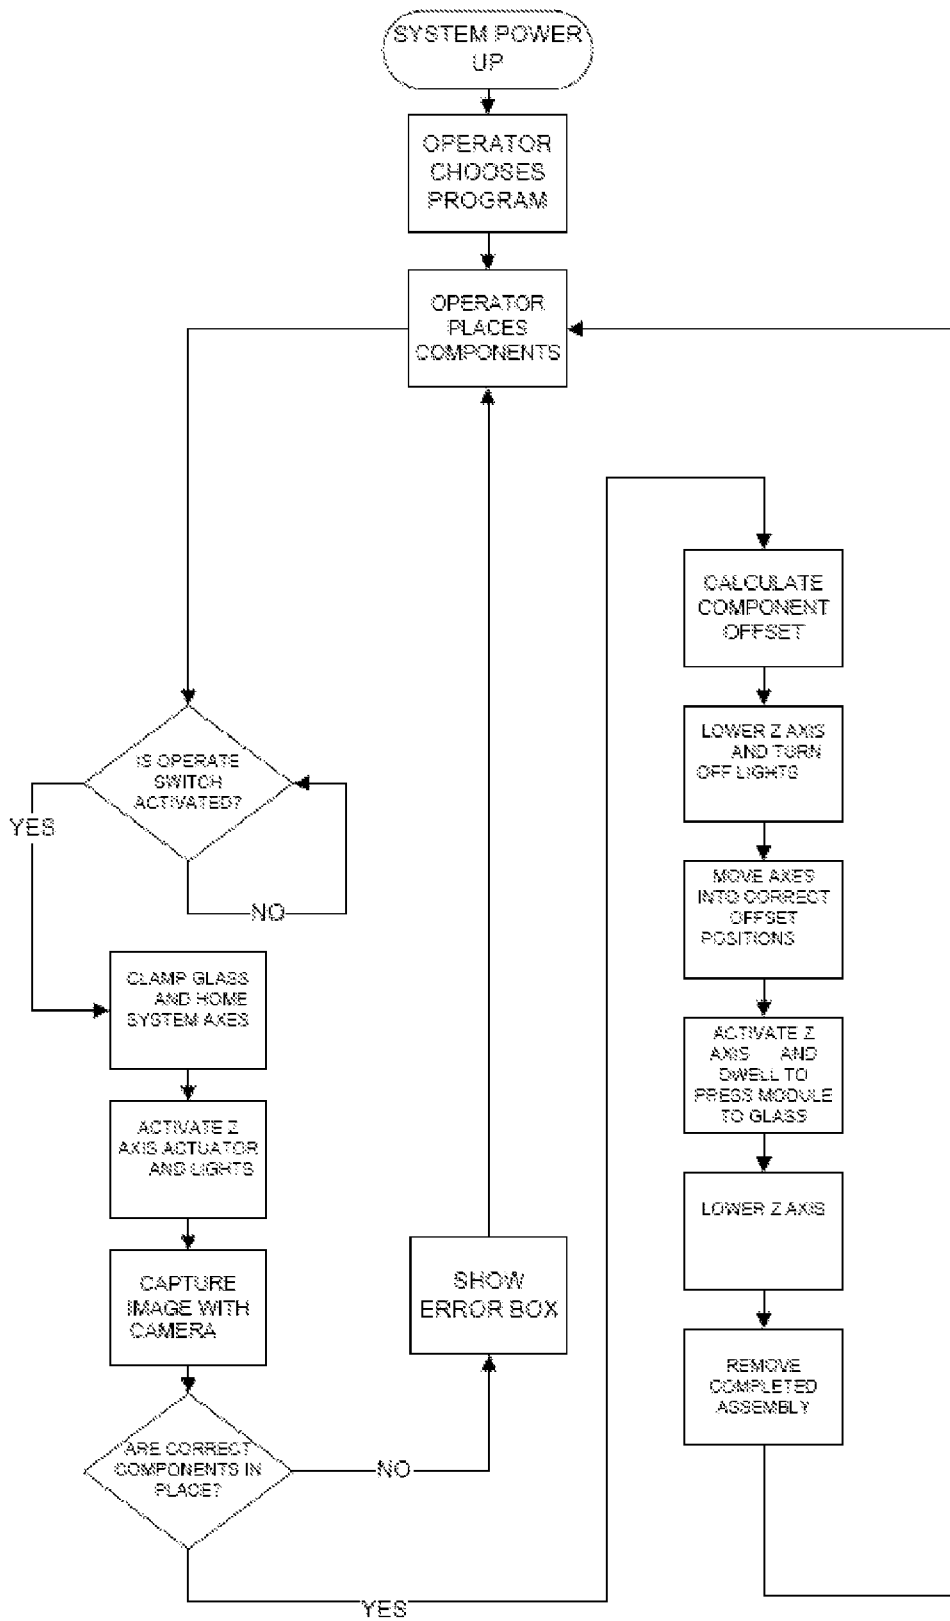 SYSTEM POWER
UP
OPERATOR
CHOOSES
PROGRAM
OPERATOR
PLACES
COMPONENTS
IS OPERATE
SWITCH
ACTIVATED?
YES
NO
CLAMP GLASS
AND HOME
SYSTEM AXES
ACTIVATE Z
AXIS ACTUATOR
AND LIGHTS
CAPTURE
IMAGE WITH
CAMERA
ARE CORRECT
COMPONENTS IN
PLACE?
NO
YES
SHOW
ERROR BOX
CALCULATE
COMPONENT
OFFSET
LOWER Z AXIS
AND TURN
OFF LIGHTS
MOVE AXES
INTO CORRECT
OFFSET
POSITIONS
ACTIVATE Z
AXIS AND
DWELL TO
PRESS MODULE
TO GLASS
LOWER Z AXIS
REMOVE
COMPLETED
ASSEMBLY